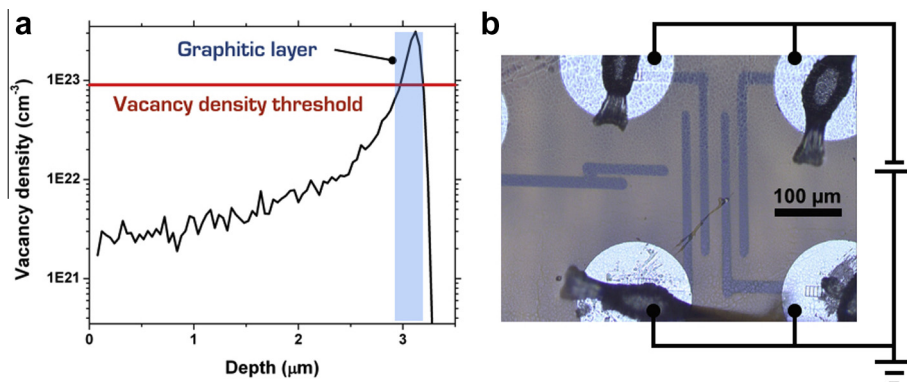 a
Graphitic layer
Vacancy density threshold
Vacancy density (cm⁻³)
1E23
1E22
1E21
0
1
2
3
Depth (μm)
b
100 μm